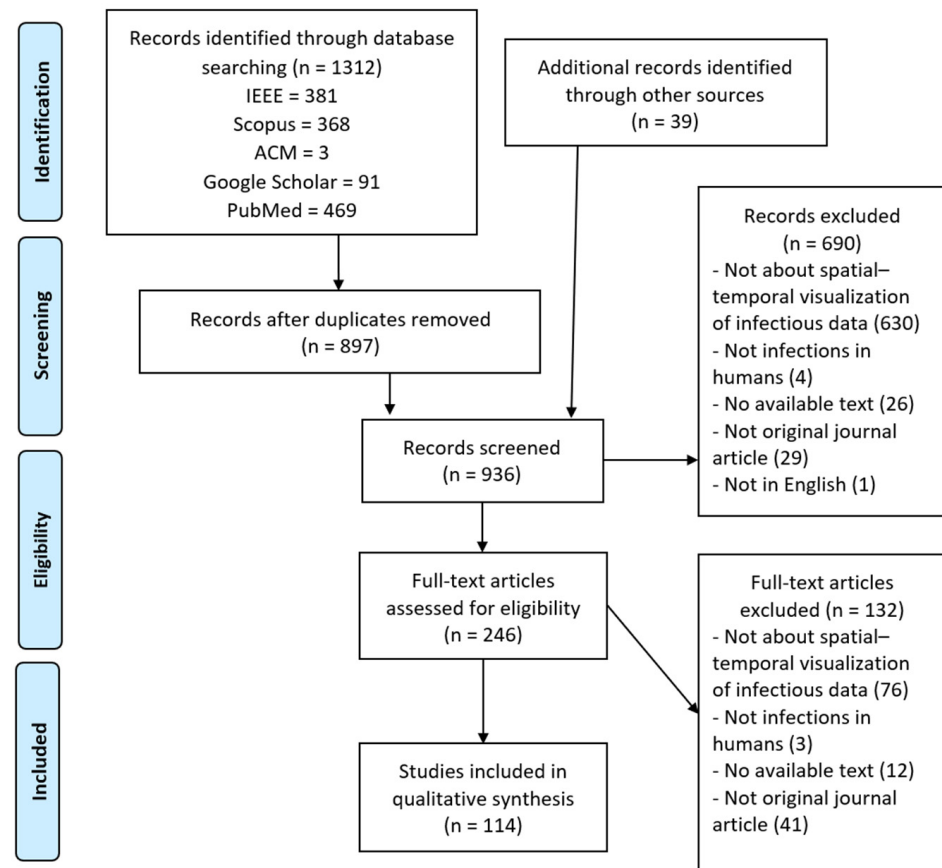 Identification
Records identified through database
searching (n = 1312)
IEEE = 381
Scopus = 368
ACM = 3
Google Scholar = 91
PubMed = 469
Additional records identified
through other sources
(n = 39)
Screening
Records after duplicates removed
(n = 897)
Records screened
(n = 936)
Records excluded
(n = 690)
- Not about spatial–
temporal visualization
of infectious data (630)
- Not infections in
humans (4)
- No available text (26)
- Not original journal
article (29)
- Not in English (1)
Eligibility
Full-text articles
assessed for eligibility
(n = 246)
Full-text articles
excluded (n = 132)
- Not about spatial–
temporal visualization
of infectious data (76)
- Not infections in
humans (3)
- No available text (12)
- Not original journal
article (41)
Included
Studies included in
qualitative synthesis
(n = 114)